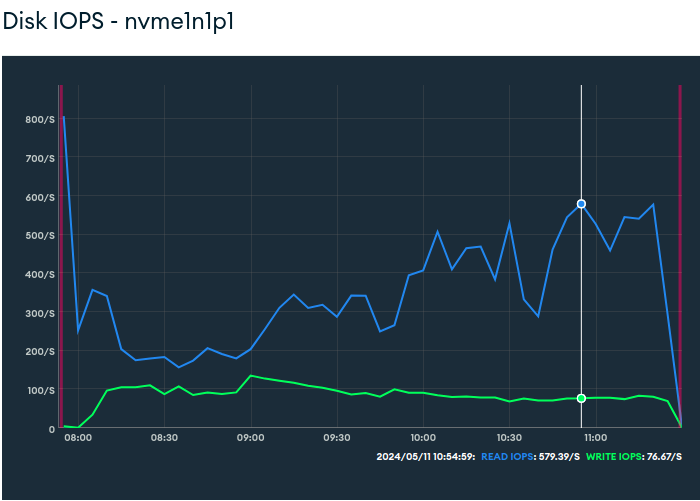 Disk IOPS - nvme1n1p1
800/S
700/S
600/S
500/S
400/S
300/S
200/S
100/S
0
08:00 08:30 09:00 09:30 10:00 10:30 11:00
2024/05/11 10:54:59: READ IOPS: 579.39/S WRITE IOPS: 76.67/S